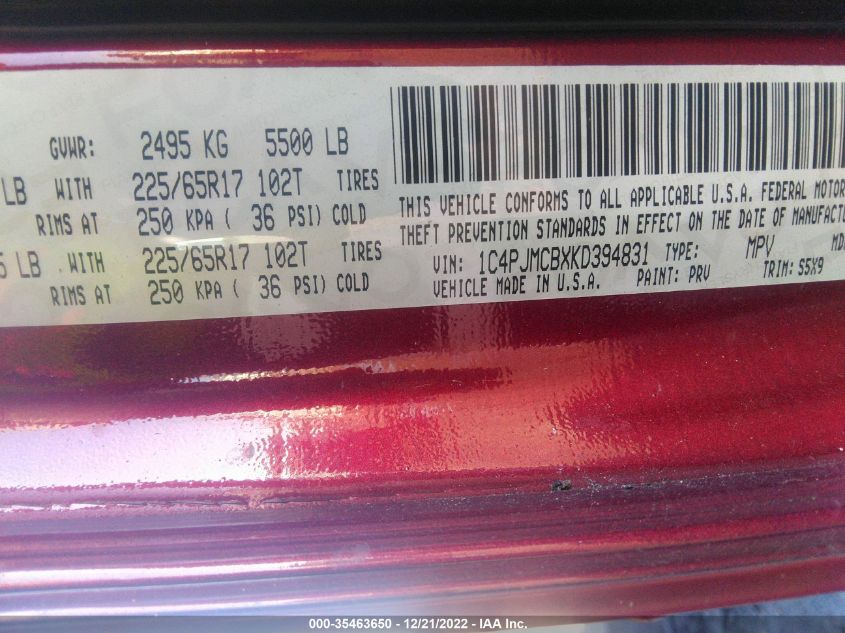 GVWR: 2495 KG 5500 LB
LB WITH 225/65R17 102T TIRES
RIMS AT 250 KPA ( 36 PSI) COLD
5 LB WITH 225/65R17 102T TIRES
RIMS AT 250 KPA ( 36 PSI) COLD
THIS VEHICLE CONFORMS TO ALL APPLICABLE U.S.A. FEDERAL MOTOR
THEFT PREVENTION STANDARDS IN EFFECT ON THE DATE OF MANUFACTU
VIN: 1C4PJMCBXKD394831 TYPE: MPV MD
VEHICLE MADE IN U.S.A. PAINT: PRV TRIM: S5X9
000-35463650 - 12/21/2022 - IAA Inc.